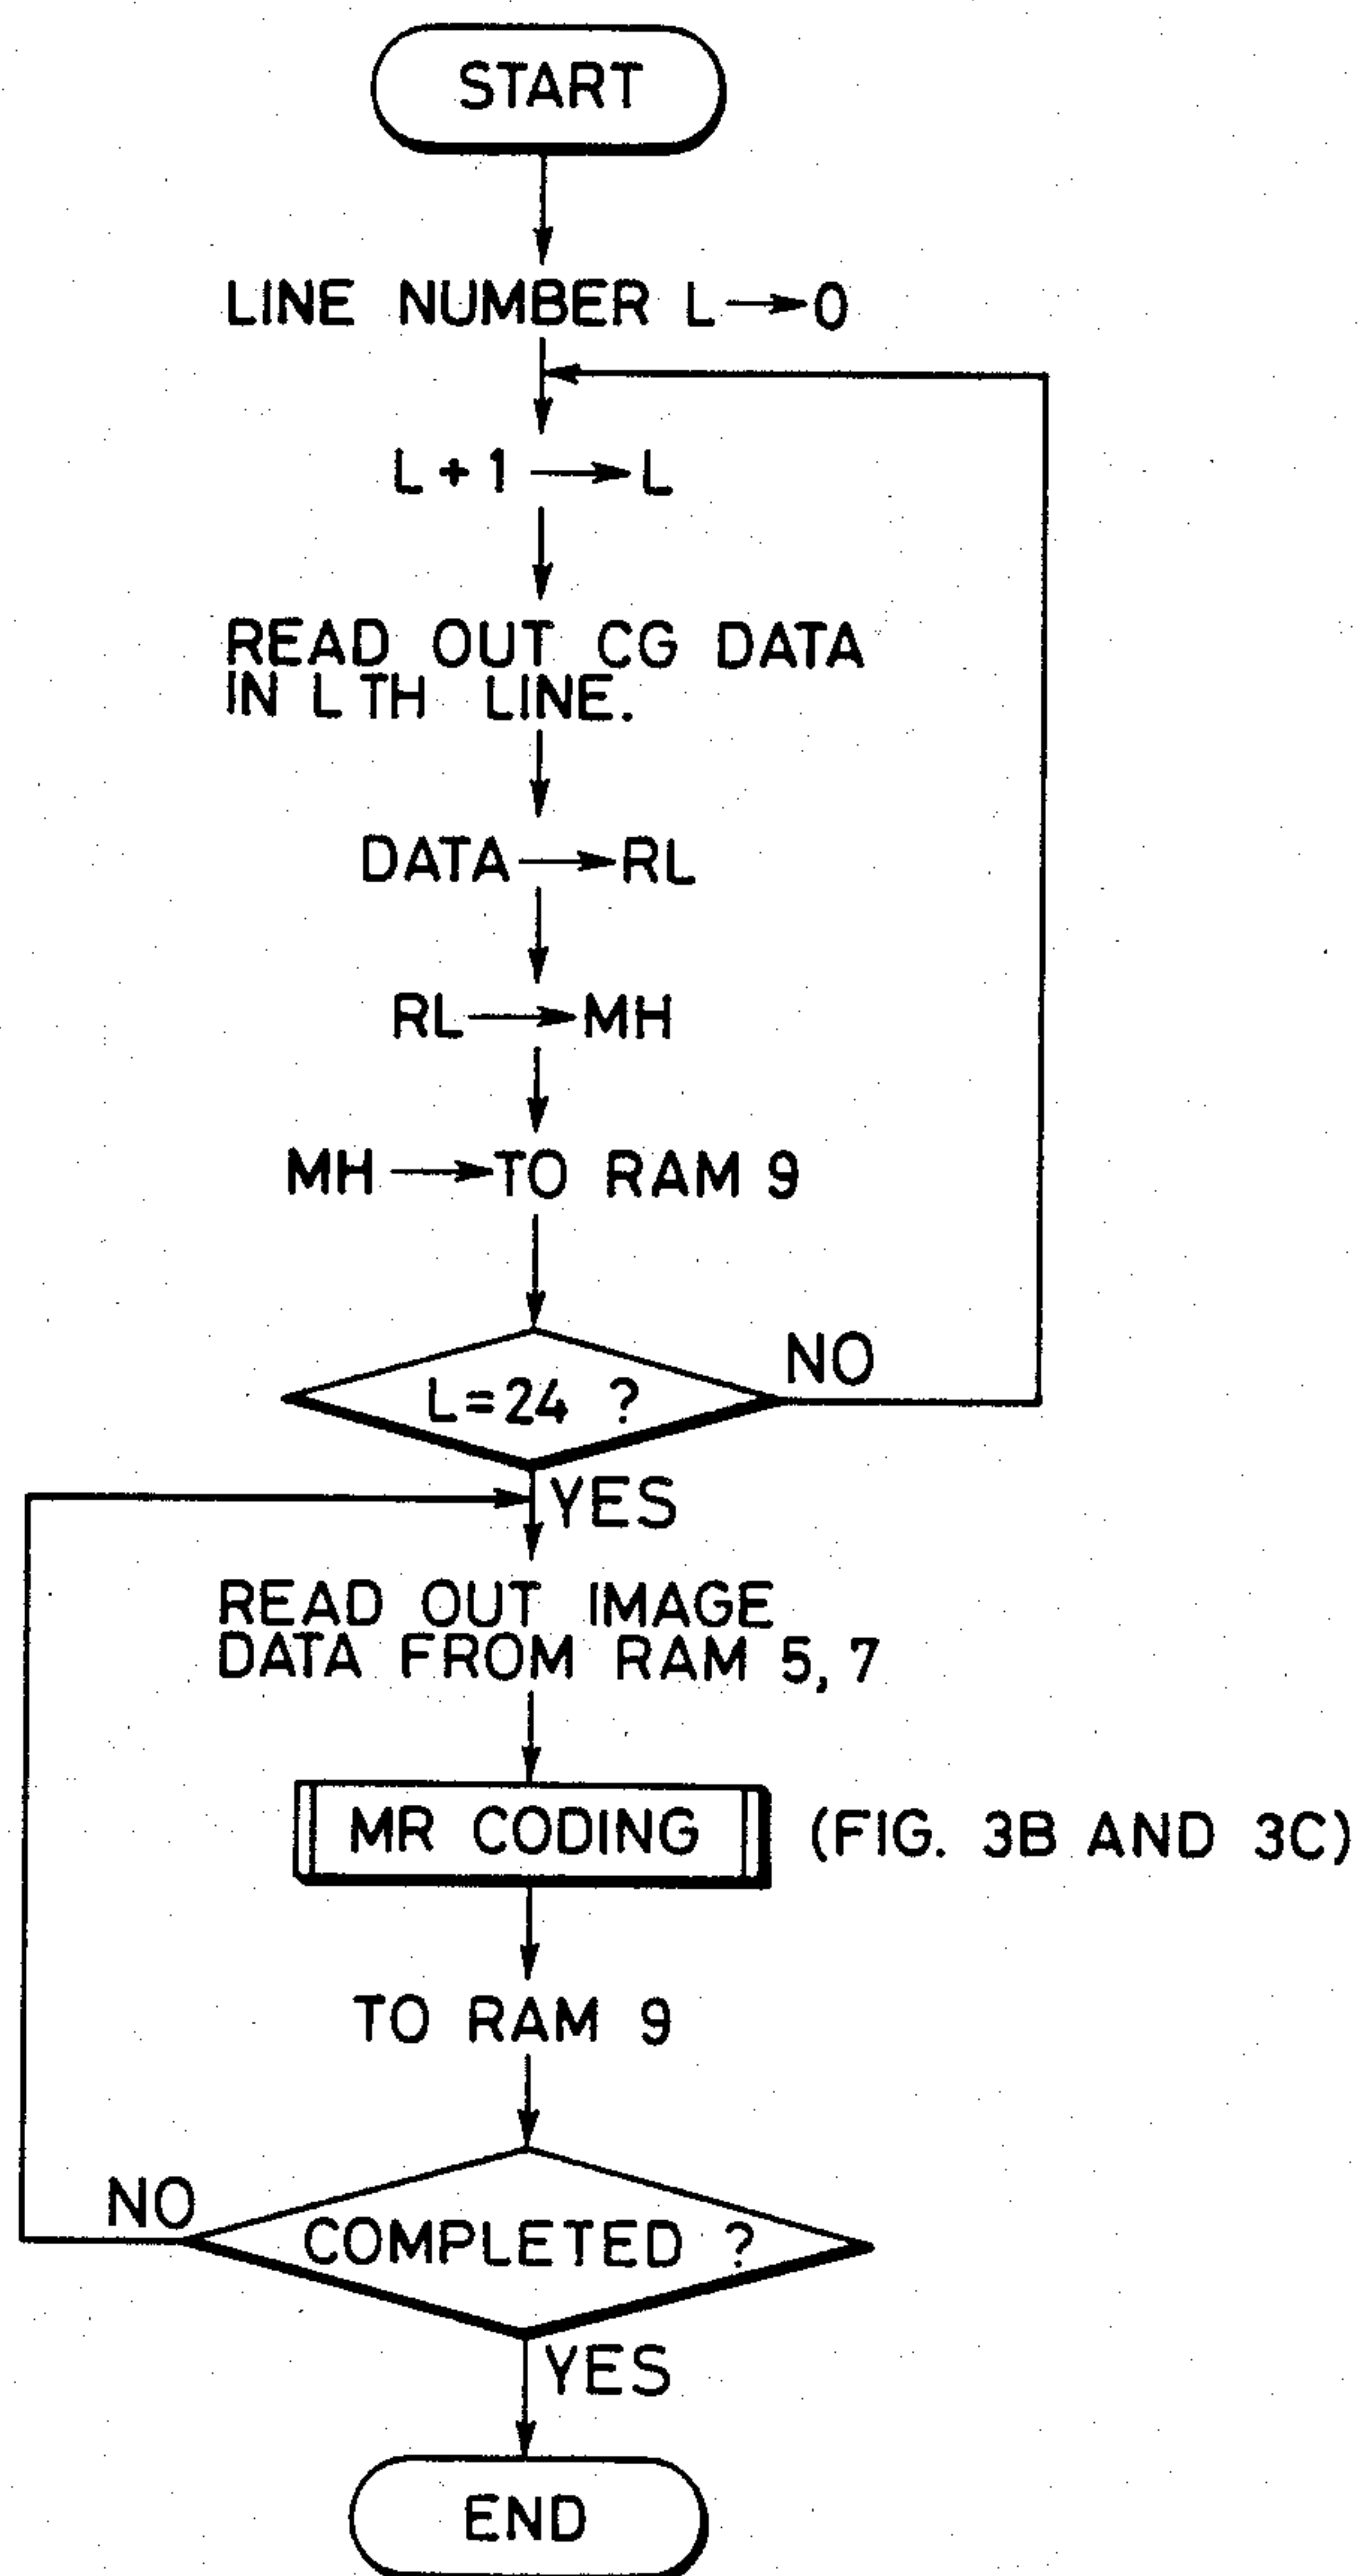 START
LINE NUMBER L→0
L+1→L
READ OUT CG DATA
IN L TH LINE.
DATA→RL
RL→MH
MH→TO RAM 9
L=24 ?
NO
YES
READ OUT IMAGE
DATA FROM RAM 5, 7
MR CODING (FIG. 3B AND 3C)
TO RAM 9
NO
COMPLETED ?
YES
END